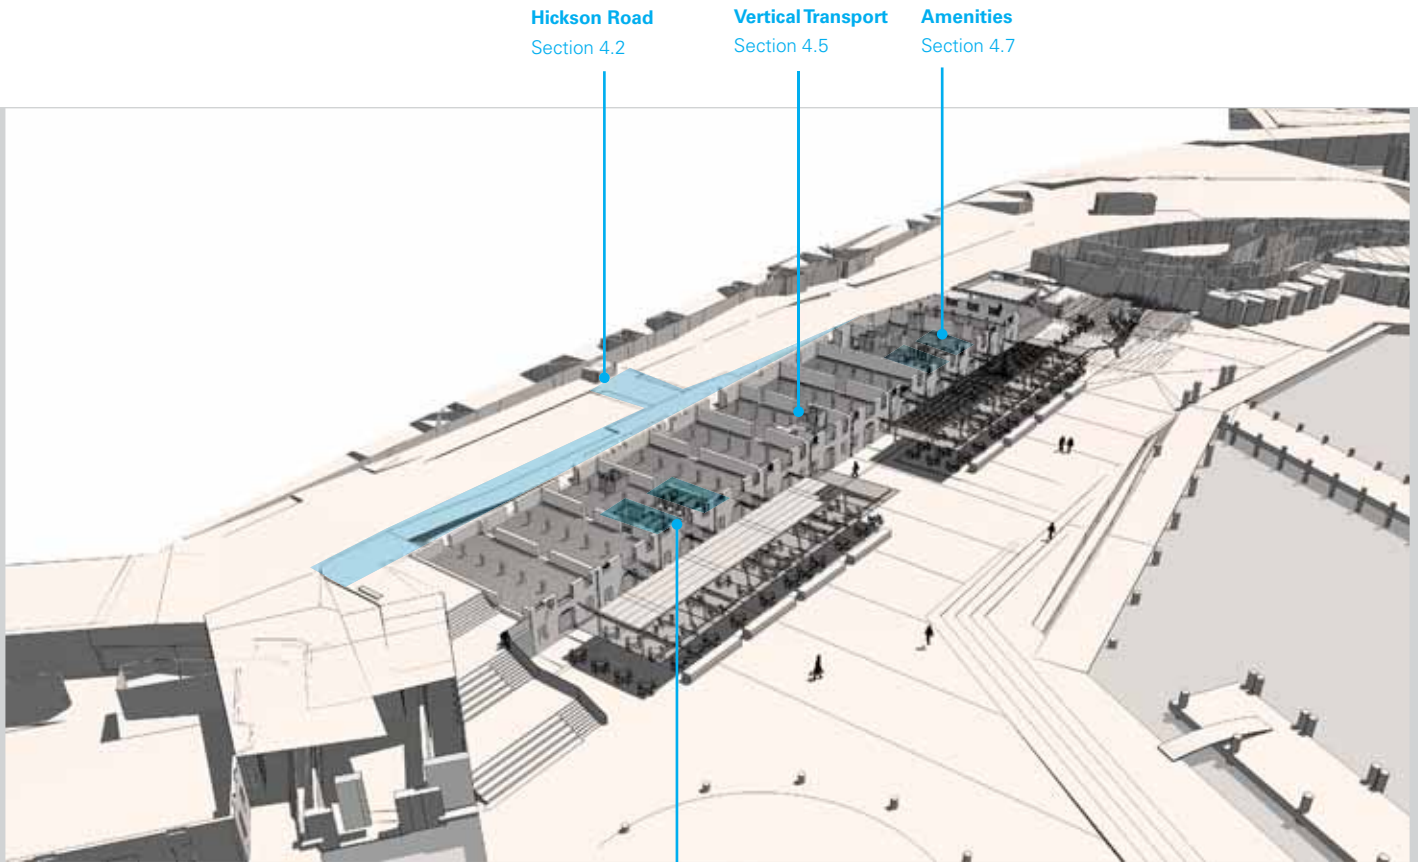 Hickson Road
Section 4.2
Vertical Transport
Section 4.5
Amenities
Section 4.7